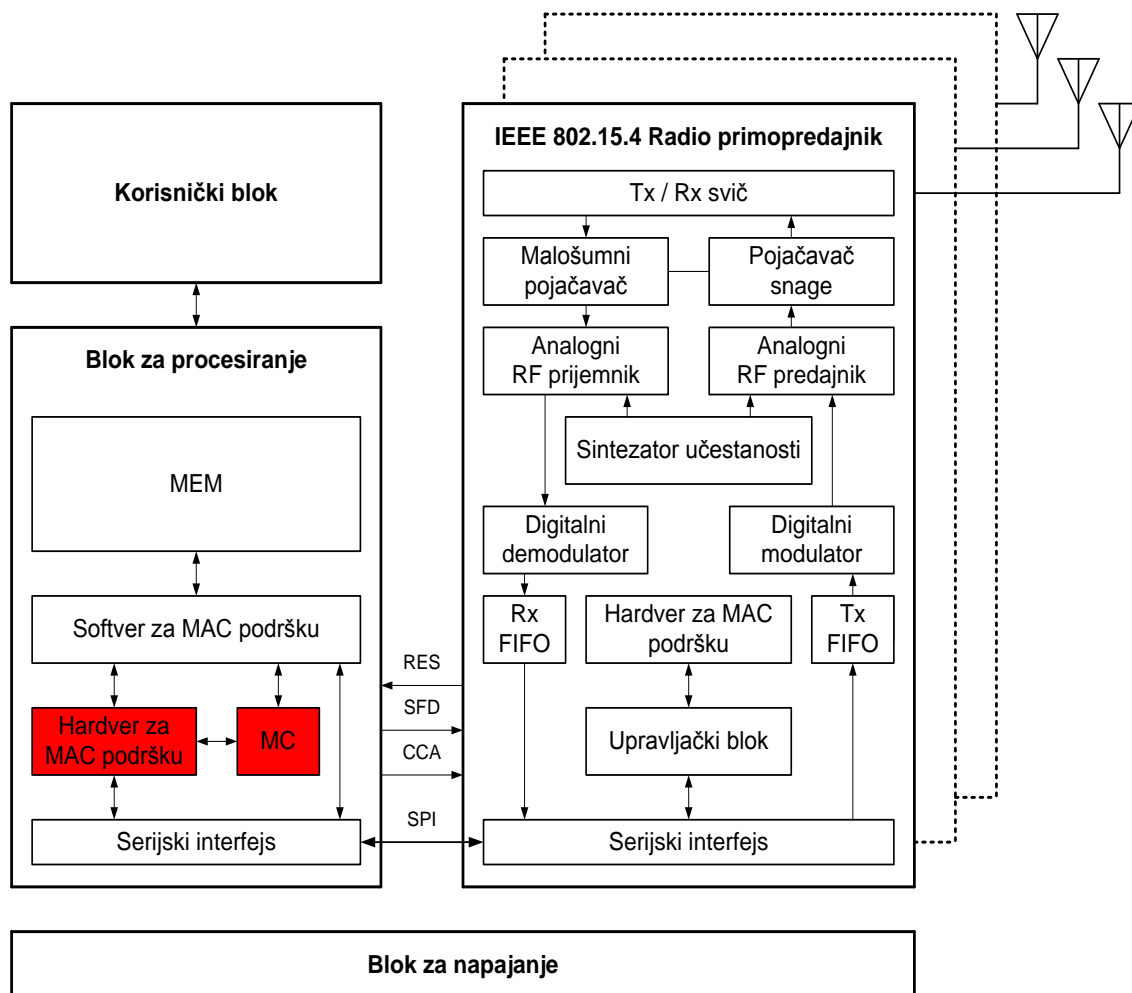 IEEE 802.15.4 Radio primopredajnik
Korisnički blok
Tx / Rx svič
Malošumni
pojačavač
Pojačavač
snage
Blok za procesiranje
Analogni
RF prijemnik
Analogni
RF predajnik
Sintezator učestanosti
MEM
Digitalni
demodulator
Digitalni
modulator
Softver za MAC podršku
Rx
FIFO
Hardver za MAC
podršku
Tx
FIFO
RES
SFD
CCA
SPI
Hardver za
MAC podršku
MC
Upravljački blok
Serijski interfejs
Serijski interfejs
Blok za napajanje